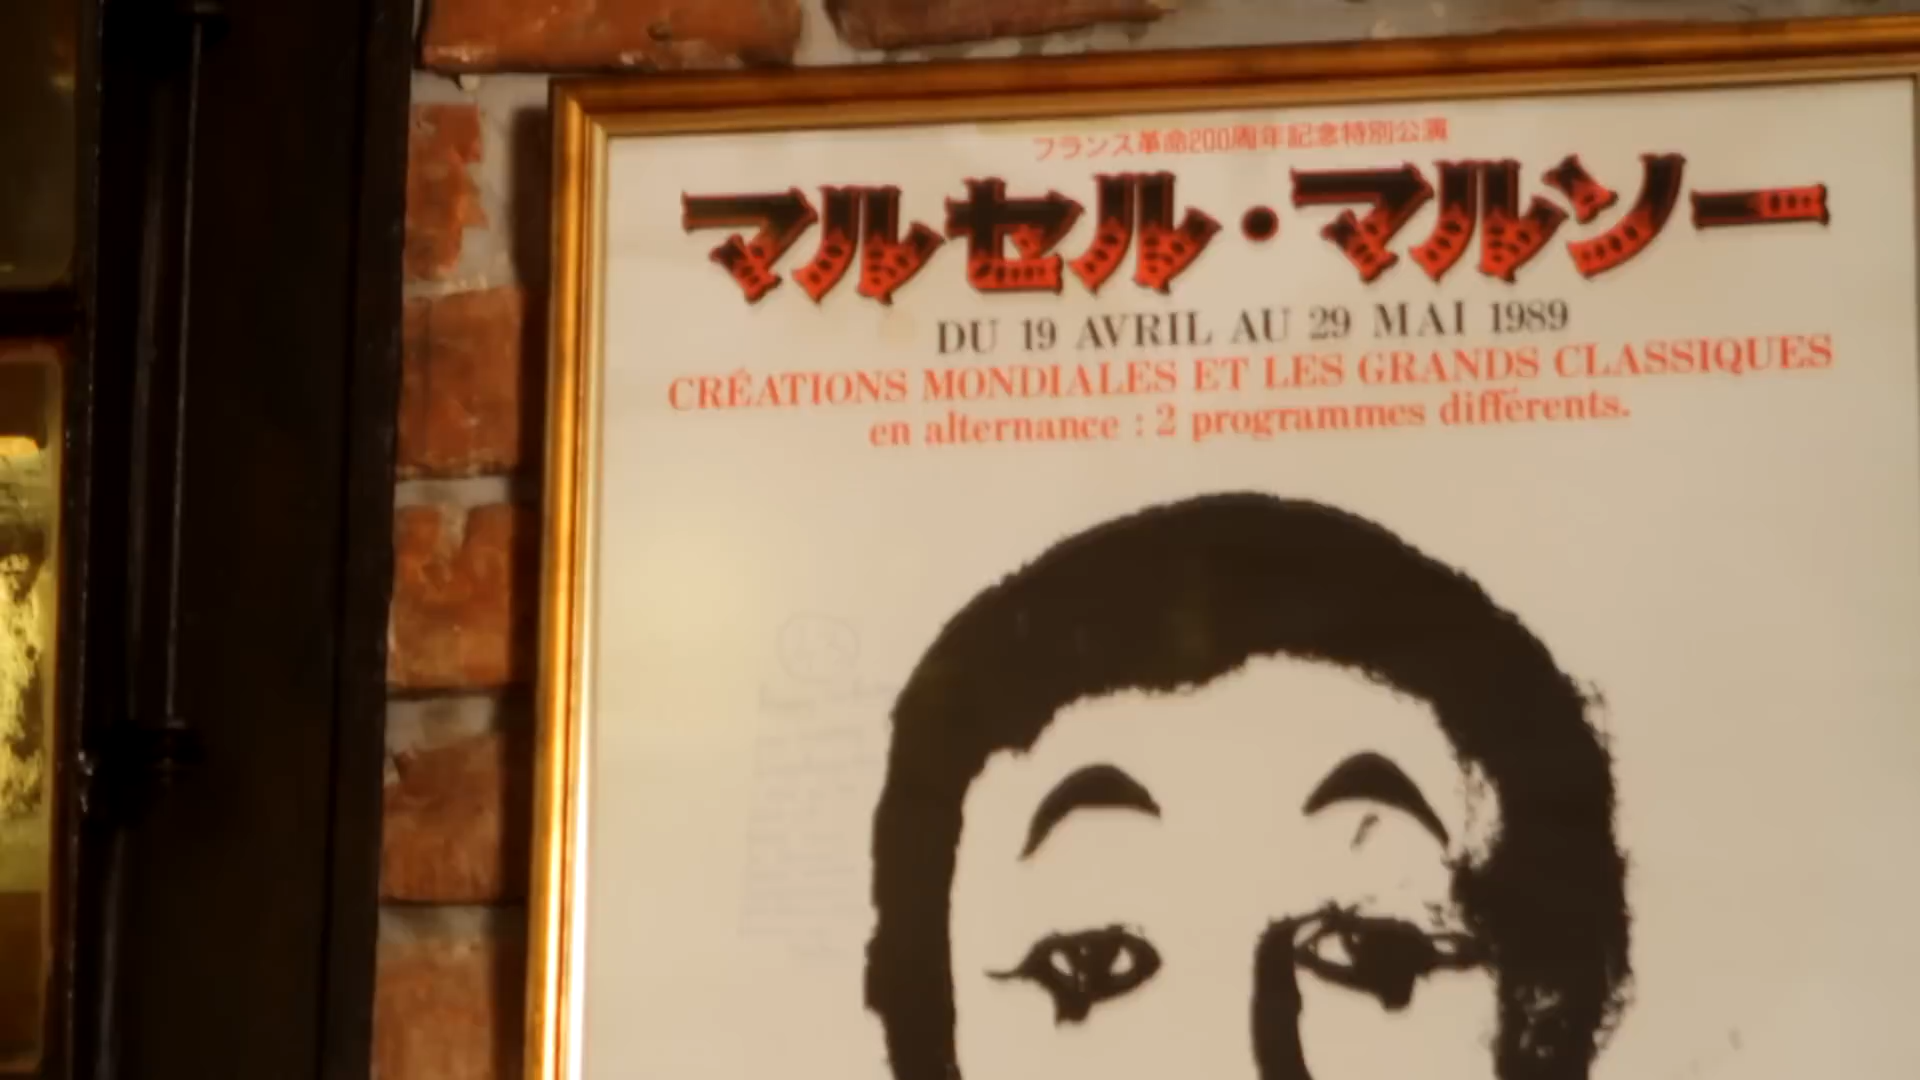 フランス革命200周年記念特別公演
マルセル・マルソー
DU 19 AVRIL AU 29 MAI 1989
CRÉATIONS MONDIALES ET LES GRANDS CLASSIQUES
en alternance : 2 programmes différents.